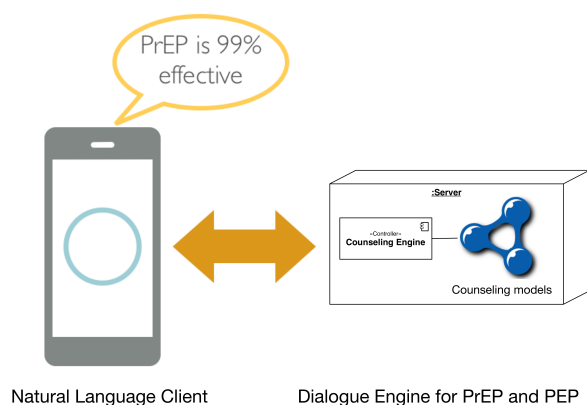 PrEP is 99%
effective
:Server
«Controller»
Counseling Engine
Counseling models
Natural Language Client
Dialogue Engine for PrEP and PEP